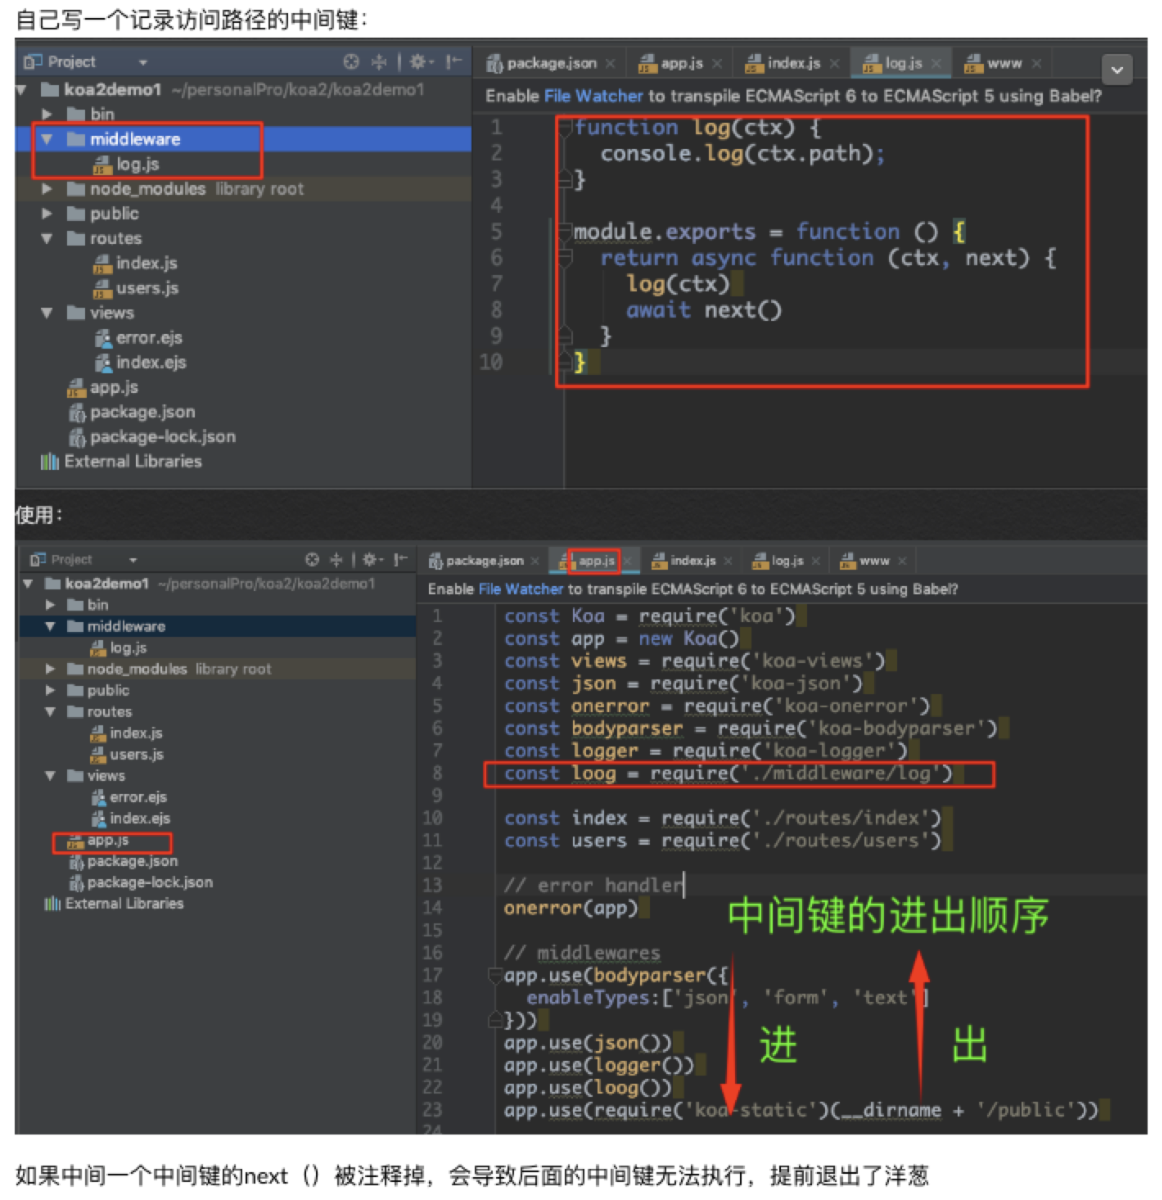 自己写一个记录访问路径的中间键：
Project
package.json × app.js × index.js × log.js × www ×
koa2demo1 ~/personalPro/koa2/koa2demo1
Enable File Watcher to transpile ECMAScript 6 to ECMAScript 5 using Babel?
bin
middleware
log.js
node_modules library root
public
routes
index.js
users.js
views
error.ejs
index.ejs
app.js
package.json
package-lock.json
External Libraries
1 function log(ctx) {
2 console.log(ctx.path);
3 }
4
5 module.exports = function () {
6 return async function (ctx, next) {
7 log(ctx)
8 await next()
9 }
10 }
使用：
Project
package.json × app.js × index.js × log.js × www ×
koa2demo1 ~/personalPro/koa2/koa2demo1
Enable File Watcher to transpile ECMAScript 6 to ECMAScript 5 using Babel?
bin
middleware
log.js
node_modules library root
public
routes
index.js
users.js
views
error.ejs
index.ejs
app.js
package.json
package-lock.json
External Libraries
1 const Koa = require('koa')
2 const app = new Koa()
3 const views = require('koa-views')
4 const json = require('koa-json')
5 const onerror = require('koa-onerror')
6 const bodyparser = require('koa-bodyparser')
7 const logger = require('koa-logger')
8 const loog = require('./middleware/log')
9
10 const index = require('./routes/index')
11 const users = require('./routes/users')
12
13 // error handler
14 onerror(app)
15
16 // middlewares
17 app.use(bodyparser({
18 enableTypes:['json', 'form', 'text']
19 }))
20 app.use(json())
21 app.use(logger())
22 app.use(loog())
23 app.use(require('koa-static')(__dirname + '/public'))
24
中间键的进出顺序
进
出
如果中间一个中间键的next（）被注释掉，会导致后面的中间键无法执行，提前退出了洋葱